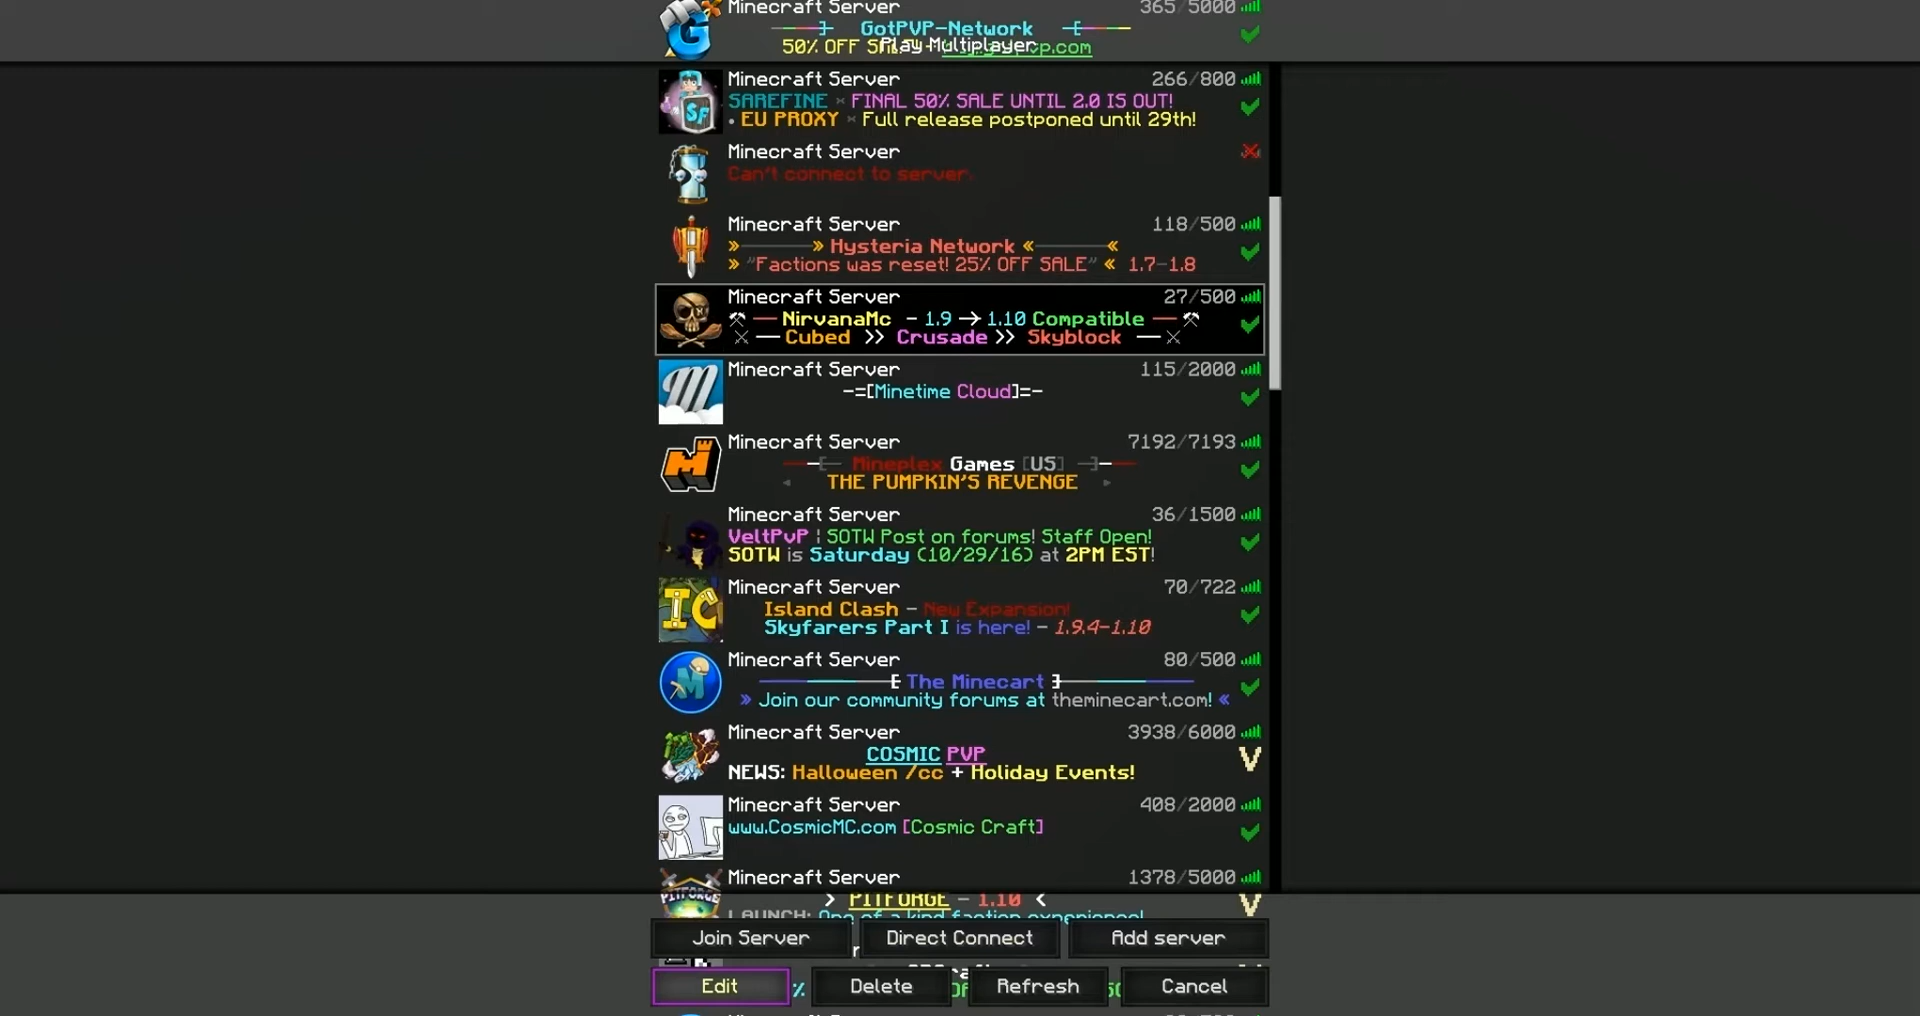 Minecraft Server 365/5000
GotPVP-Network
50% OFF
Play Multiplayer
Minecraft Server 266/800
SAREFINE × FINAL 50% SALE UNTIL 2.0 IS OUT!
• EU PROXY × Full release postponed until 29th!
Minecraft Server
Can't connect to server.
Minecraft Server 118/500
» » Hysteria Network « «
» "Factions was reset! 25% OFF SALE" « 1.7-1.8
Minecraft Server 27/500
⚒ — NirvanaMc - 1.9 → 1.10 Compatible — ⚒
⚔ — Cubed >> Crusade >> Skyblock — ⚔
Minecraft Server 115/2000
-=[Minetime Cloud]=-
Minecraft Server 7192/7193
Mineplex Games [US]
THE PUMPKIN'S REVENGE
Minecraft Server 36/1500
VeltPvP ¦ SOTW Post on forums! Staff Open!
SOTW is Saturday (10/29/16) at 2PM EST!
Minecraft Server 70/722
Island Clash - New Expansion!
Skyfarers Part I is here! - 1.9.4-1.10
Minecraft Server 80/500
[ The Minecart ]
» Join our community forums at theminecart.com! «
Minecraft Server 3938/6000
COSMIC PVP
NEWS: Halloween /cc + Holiday Events!
Minecraft Server 408/2000
www.CosmicMC.com [Cosmic Craft]
Minecraft Server 1378/5000
> PITFORGE - 1.10 <
LAUNCH: One of a kind faction experience!
Join Server Direct Connect Add server
Edit Delete Refresh Cancel